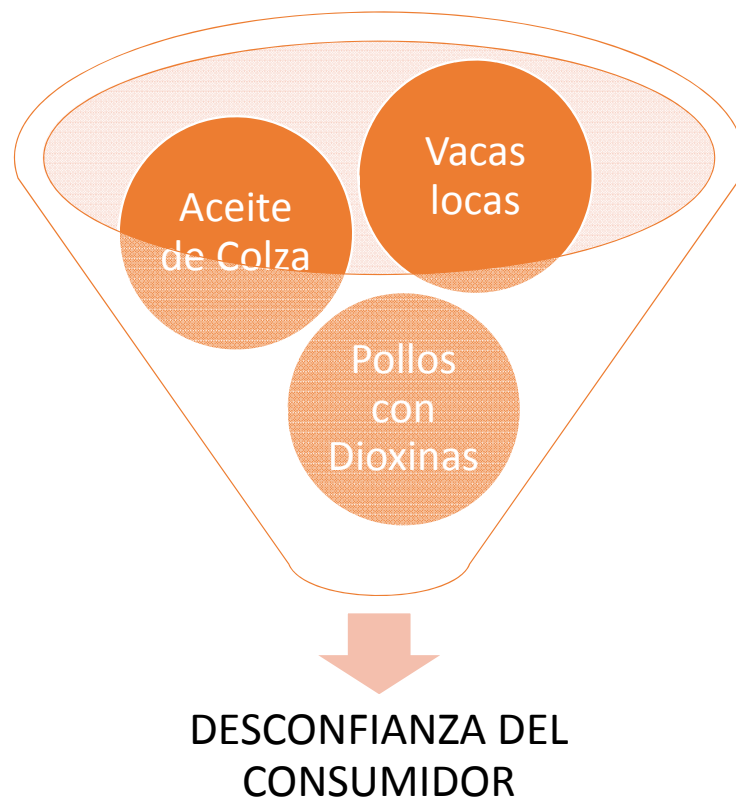 Vacas
locas
Aceite
de Colza
Pollos
con
Dioxinas
DESCONFIANZA DEL
CONSUMIDOR